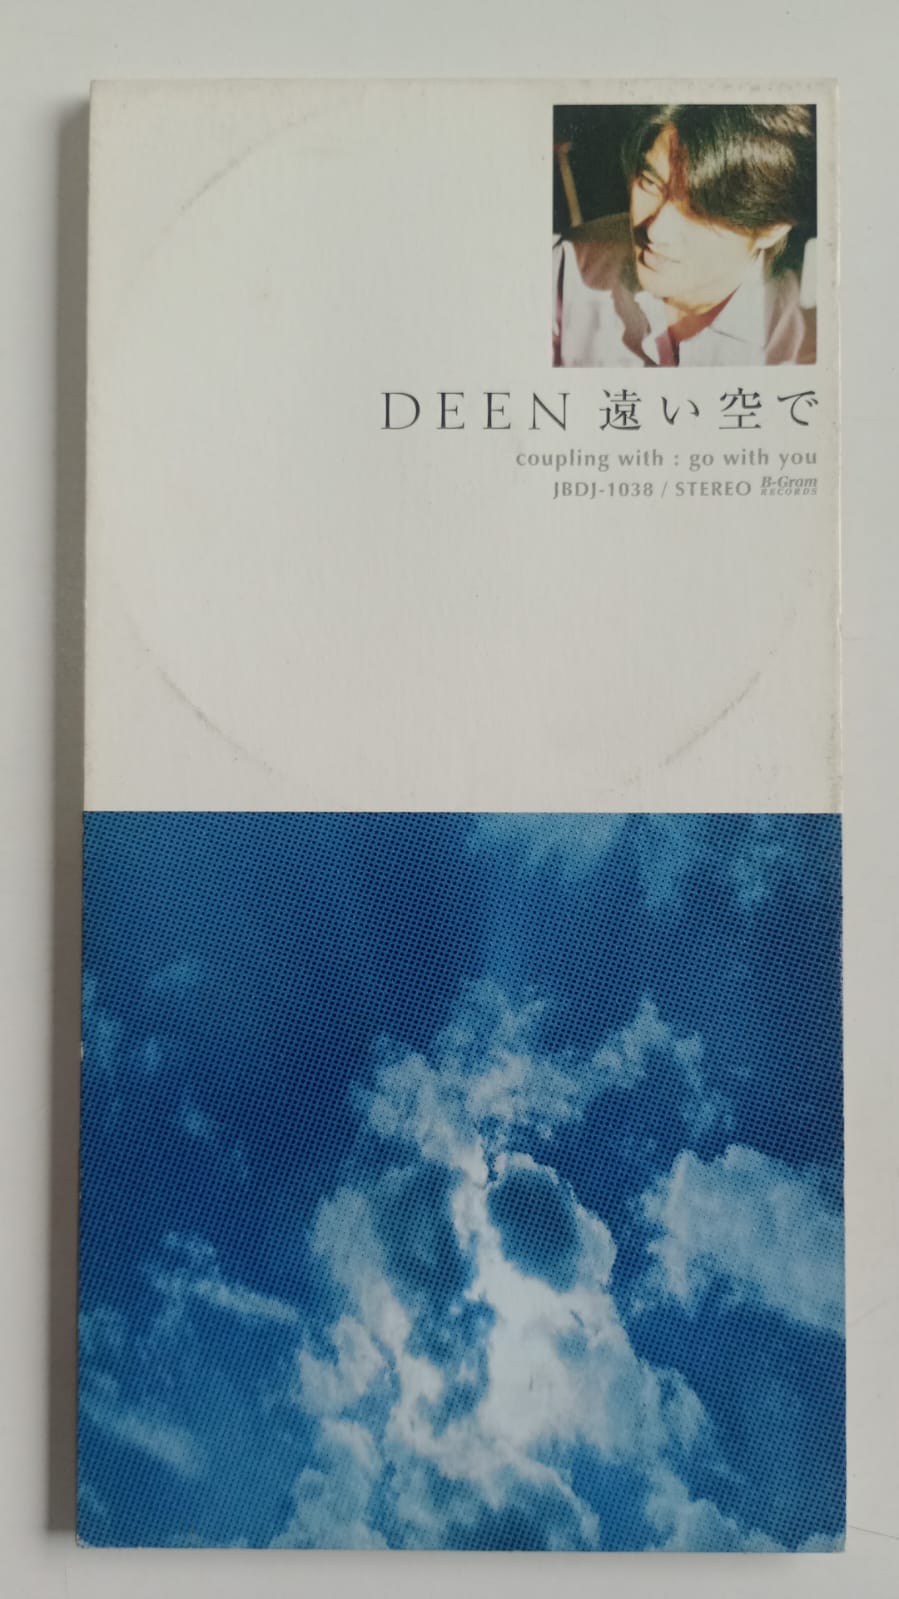 DEEN 遠い空で
coupling with : go with you
JBDJ-1038 / STEREO B-Gram RECORDS